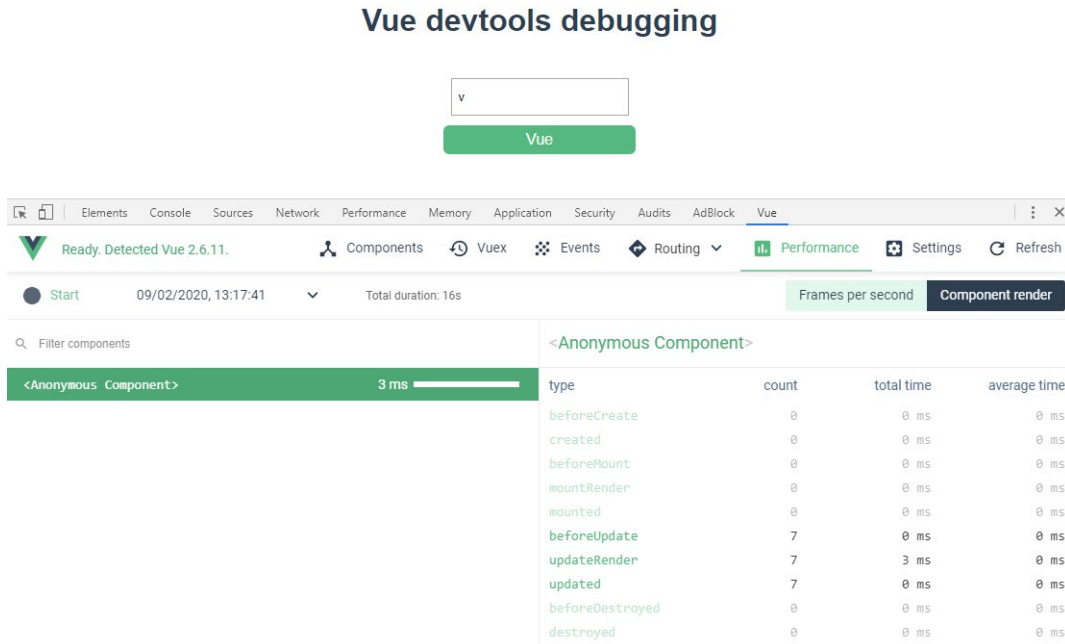 Vue devtools debugging
v
Vue
Elements Console Sources Network Performance Memory Application Security Audits AdBlock Vue
Ready. Detected Vue 2.6.11. Components Vuex Events Routing Performance Settings Refresh
Start 09/02/2020, 13:17:41 Total duration: 16s Frames per second Component render
Filter components <Anonymous Component>
<Anonymous Component> 3 ms type count total time average time
beforeCreate 0 0 ms 0 ms
created 0 0 ms 0 ms
beforeMount 0 0 ms 0 ms
mountRender 0 0 ms 0 ms
mounted 0 0 ms 0 ms
beforeUpdate 7 0 ms 0 ms
updateRender 7 3 ms 0 ms
updated 7 0 ms 0 ms
beforeDestroyed 0 0 ms 0 ms
destroyed 0 0 ms 0 ms